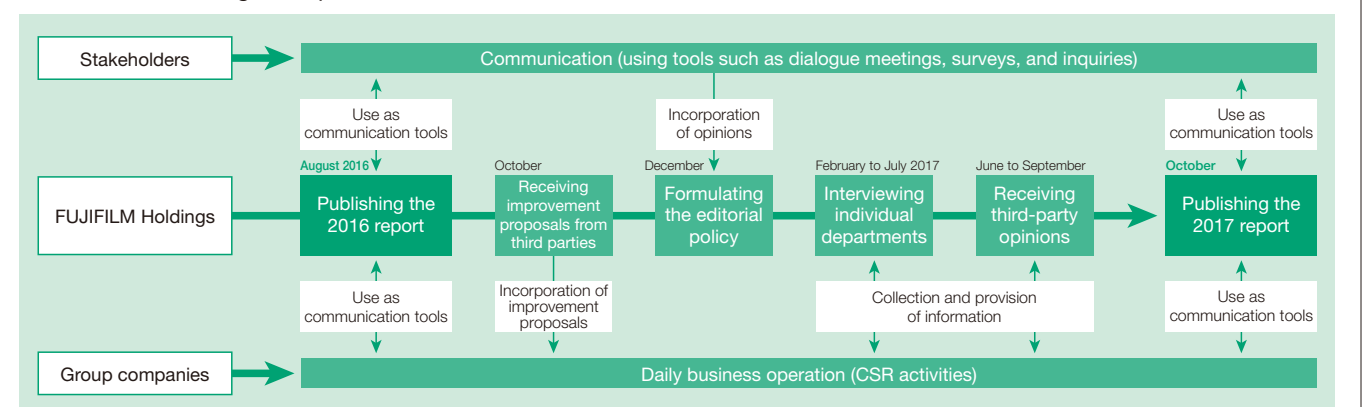 Stakeholders
Communication (using tools such as dialogue meetings, surveys, and inquiries)
Use as
communication tools
Incorporation
of opinions
Use as
communication tools
FUJIFILM Holdings
August 2016
Publishing the
2016 report
October
Receiving
improvement
proposals from
third parties
December
Formulating
the editorial
policy
February to July 2017
Interviewing
individual
departments
June to September
Receiving
third-party
opinions
October
Publishing the
2017 report
Use as
communication tools
Incorporation of
improvement
proposals
Collection and provision
of information
Use as
communication tools
Group companies
Daily business operation (CSR activities)